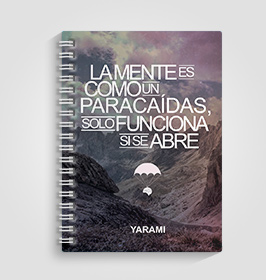 LA MENTE ES
COMO UN
PARACAÍDAS,
SOLO FUNCIONA
SI SE ABRE
YARAMI